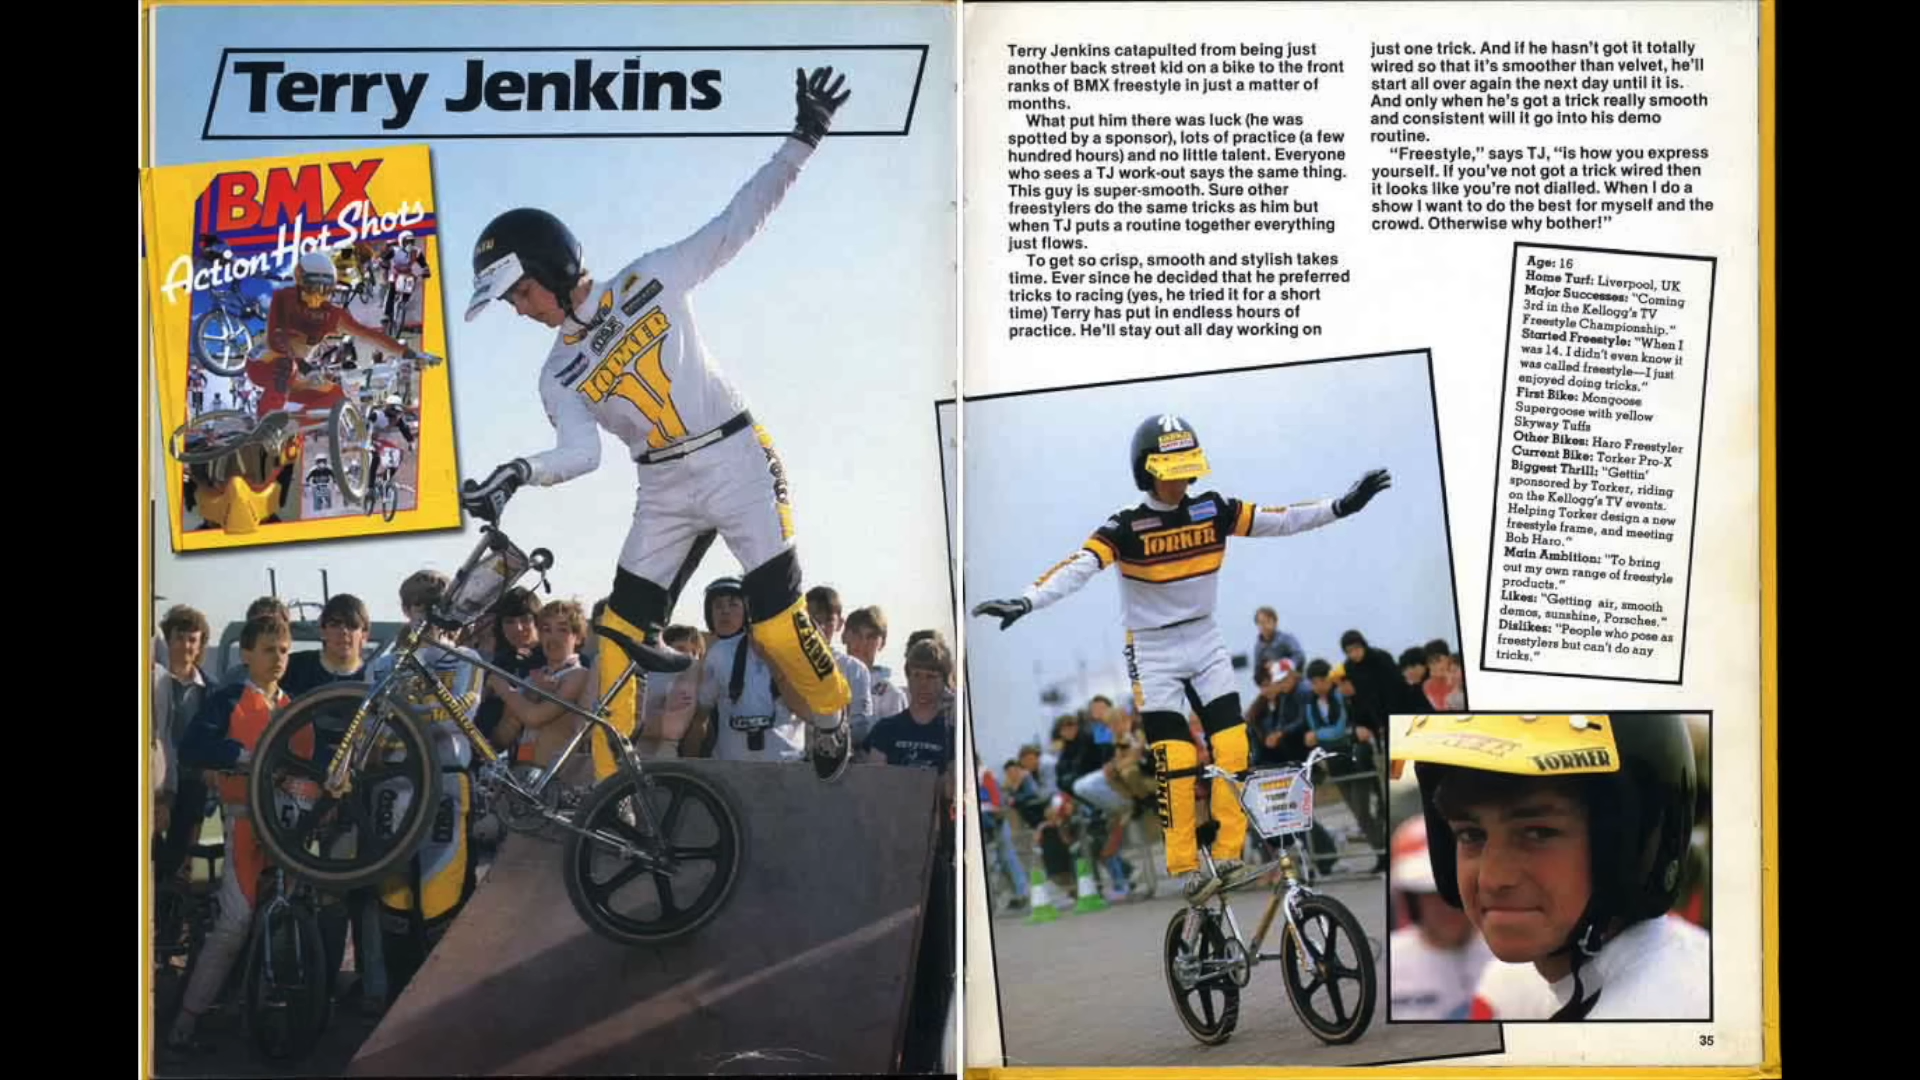 Terry Jenkins
BMX
Action Hot Shots
TORKER
Terry Jenkins catapulted from being just
another back street kid on a bike to the front
ranks of BMX freestyle in just a matter of
months.
What put him there was luck (he was
spotted by a sponsor), lots of practice (a few
hundred hours) and no little talent. Everyone
who sees a TJ work-out says the same thing.
This guy is super-smooth. Sure other
freestylers do the same tricks as him but
when TJ puts a routine together everything
just flows.
To get so crisp, smooth and stylish takes
time. Ever since he decided that he preferred
tricks to racing (yes, he tried it for a short
time) Terry has put in endless hours of
practice. He'll stay out all day working on
just one trick. And if he hasn't got it totally
wired so that it's smoother than velvet, he'll
start all over again the next day until it is.
And only when he's got a trick really smooth
and consistent will it go into his demo
routine.
“Freestyle,” says TJ, “is how you express
yourself. If you've not got a trick wired then
it looks like you're not dialled. When I do a
show I want to do the best for myself and the
crowd. Otherwise why bother!”
Age: 16
Home Turf: Liverpool, UK
Major Successes: “Coming
3rd in the Kellogg's TV
Freestyle Championship.”
Started Freestyle: “When I
was 14. I didn't even know it
was called freestyle—I just
enjoyed doing tricks.”
First Bike: Mongoose
Supergoose with yellow
Skyway Tuffs
Other Bikes: Haro Freestyler
Current Bike: Torker Pro-X
Biggest Thrill: “Gettin'
sponsored by Torker, riding
on the Kellogg's TV events.
Helping Torker design a new
freestyle frame, and meeting
Bob Haro.”
Main Ambition: “To bring
out my own range of freestyle
products.”
Likes: “Getting air, smooth
demos, sunshine, Porsches.”
Dislikes: “People who pose as
freestylers but can't do any
tricks.”
TORKER
TORKER
35